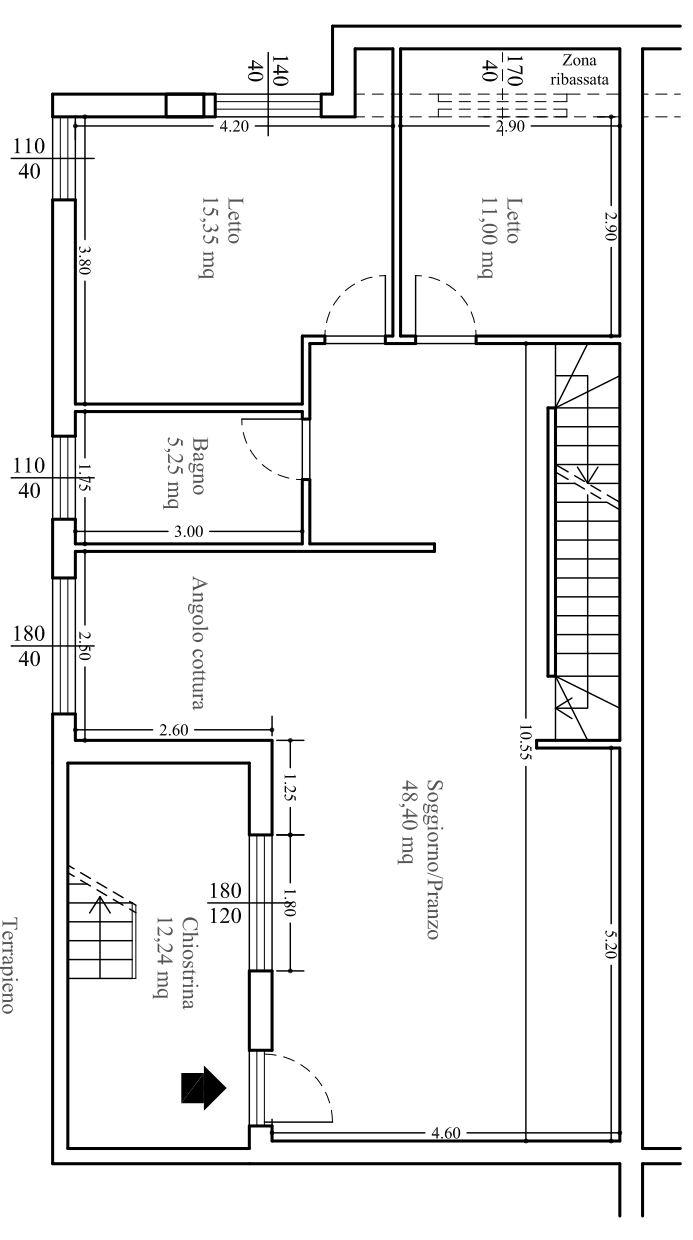 Zona
ribassata
140
40
170
40
4.20
2.90
110
40
Letto
15,35 mq
Letto
11,00 mq
2.90
3.80
110
40
1.75
Bagno
5,25 mq
3.00
180
40
2.50
Angolo cottura
2.60
10.55
1.25
Soggiorno/Pranzo
48,40 mq
180
120
1.80
5.20
Chiostrina
12,24 mq
Terrapieno
4.60